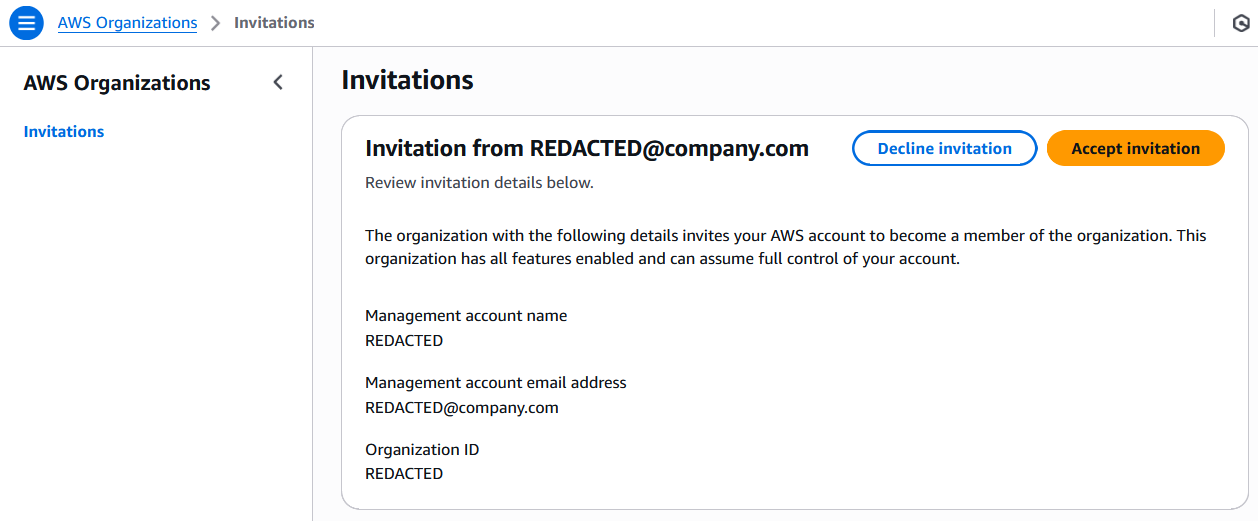 AWS Organizations > Invitations
AWS Organizations
Invitations
Invitations
Invitation from REDACTED@company.com
Decline invitation
Accept invitation
Review invitation details below.
The organization with the following details invites your AWS account to become a member of the organization. This
organization has all features enabled and can assume full control of your account.
Management account name
REDACTED
Management account email address
REDACTED@company.com
Organization ID
REDACTED